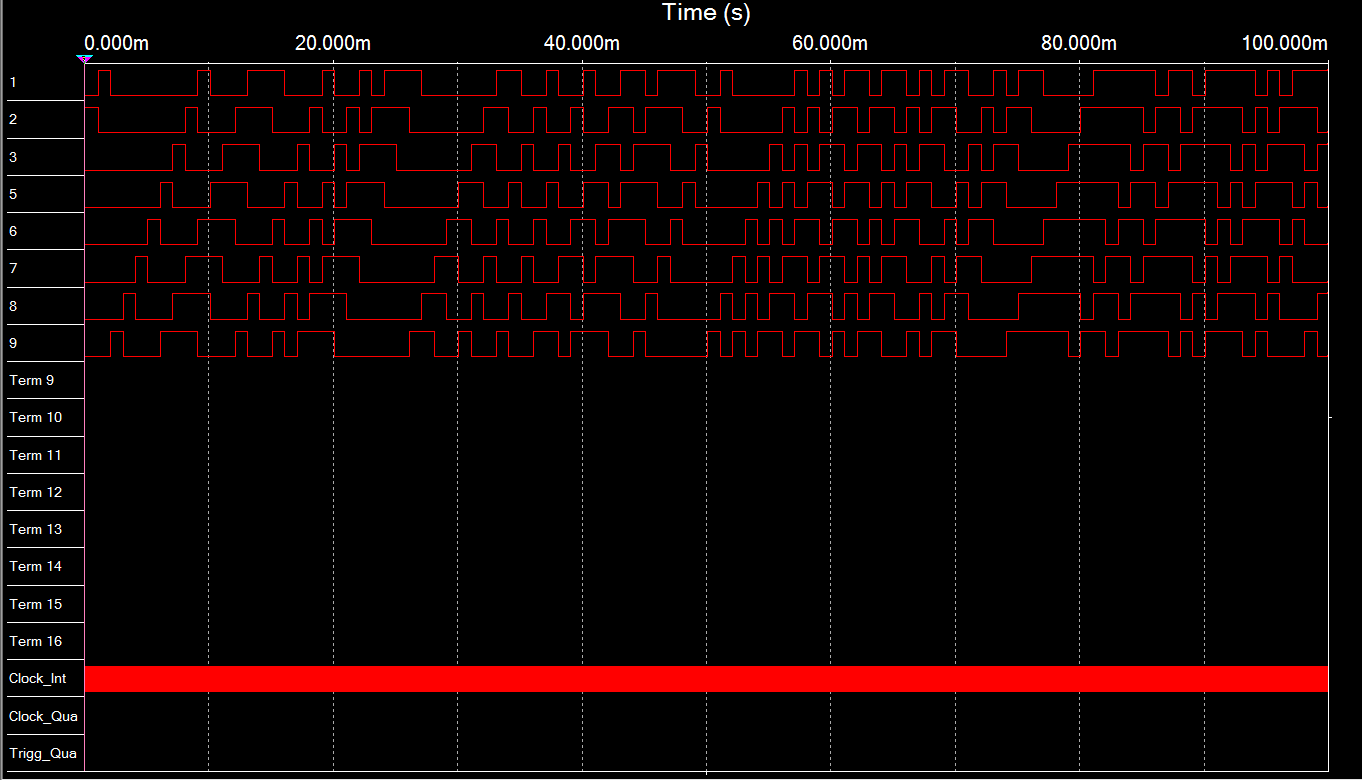 Time (s)
0.000m 20.000m 40.000m 60.000m 80.000m 100.000m
1
2
3
5
6
7
8
9
Term 9
Term 10
Term 11
Term 12
Term 13
Term 14
Term 15
Term 16
Clock_Int
Clock_Qua
Trigg_Qua